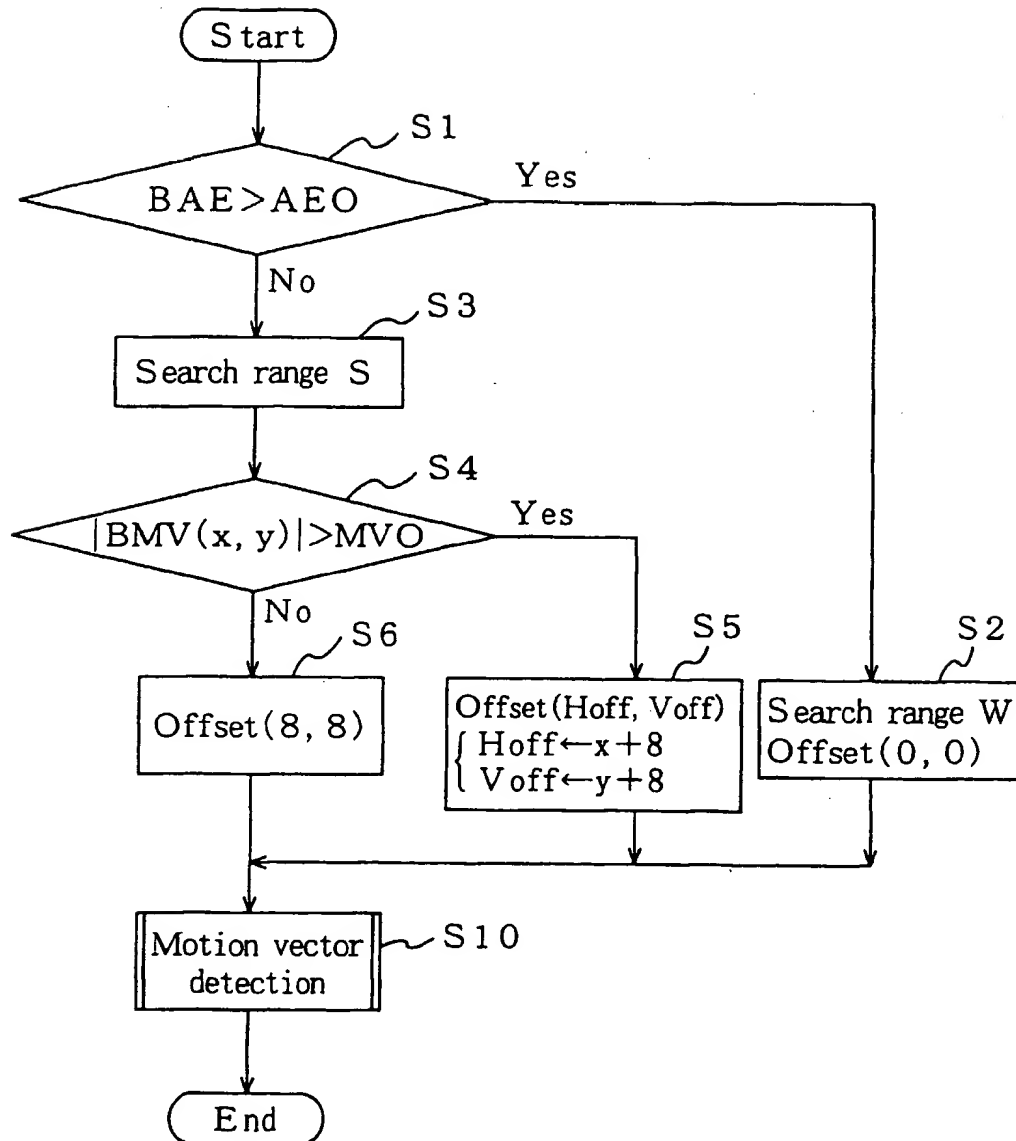 Start
S1
BAE>AEO
Yes
No
S3
Search range S
S4
|BMV(x, y)|>MVO
Yes
No
S6
Offset(8, 8)
S5
Offset(Hoff, Voff)
{ Hoff←x+8
Voff←y+8
S2
Search range W
Offset(0, 0)
Motion vector
detection
S10
End